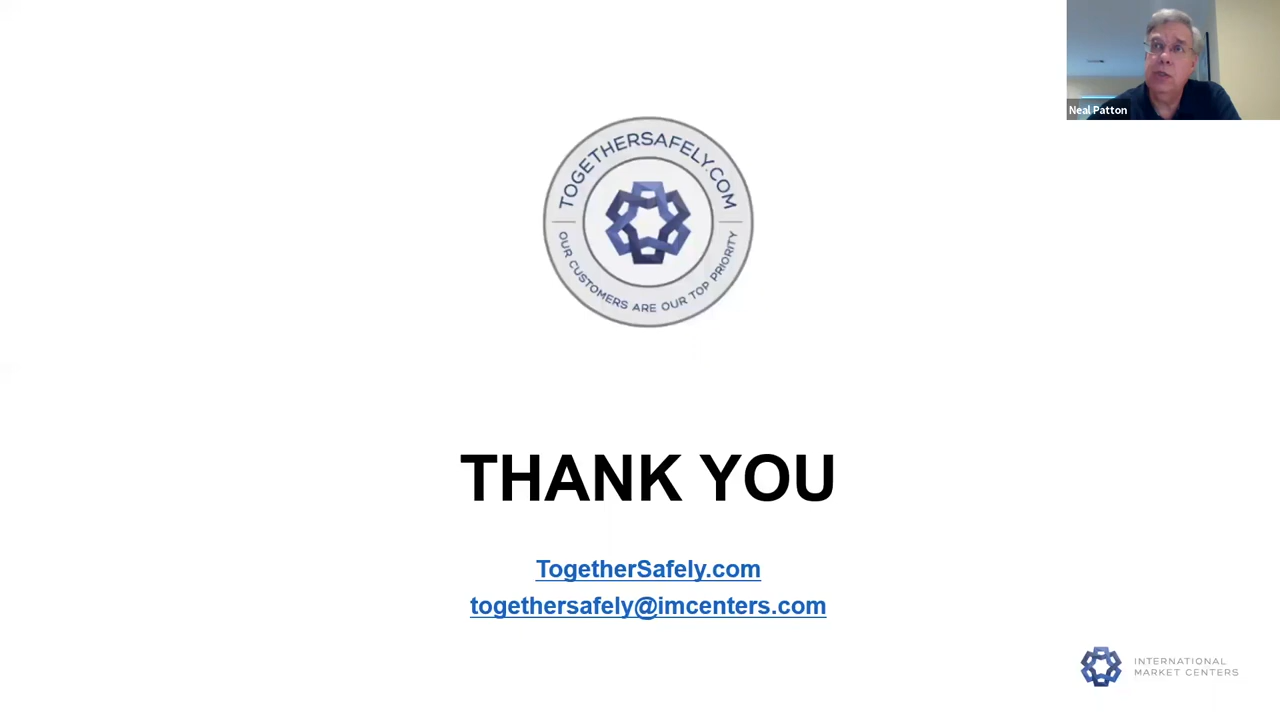 Neal Patton
TOGETHERSAFELY.COM
OUR CUSTOMERS ARE OUR TOP PRIORITY
THANK YOU
TogetherSafely.com
togethersafely@imcenters.com
INTERNATIONAL
MARKET CENTERS